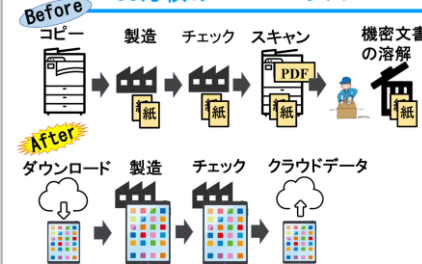 Before
コピー
製造
チェック
スキャン
機密文書
の溶解
PDF
紙
紙
紙
紙
After
ダウンロード
製造
チェック
クラウドデータ